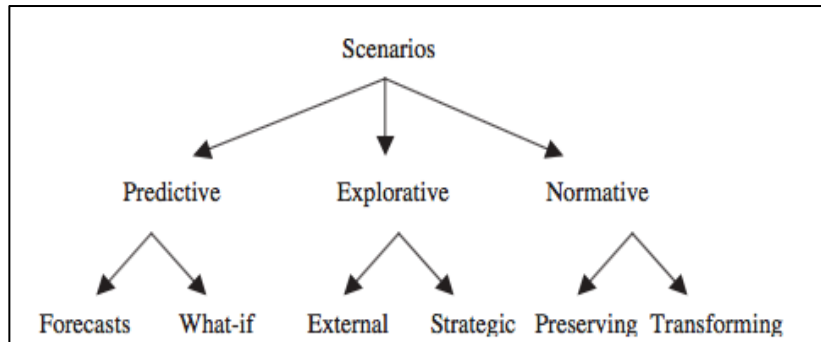 Scenarios
Predictive Explorative Normative
Forecasts What-if External Strategic Preserving Transforming